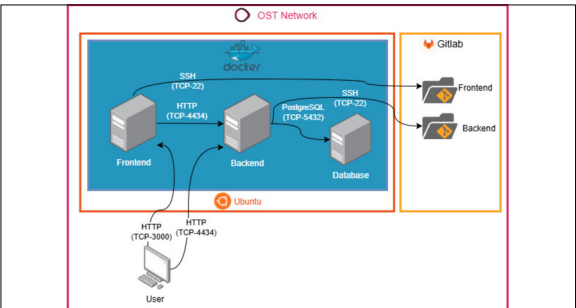 OST Network
docker
Gitlab
SSH
(TCP-22)
Frontend
HTTP
(TCP-4434)
PostgreSQL
(TCP-5432)
SSH
(TCP-22)
Backend
Frontend
Backend
Database
Ubuntu
HTTP
(TCP-3000)
HTTP
(TCP-4434)
User